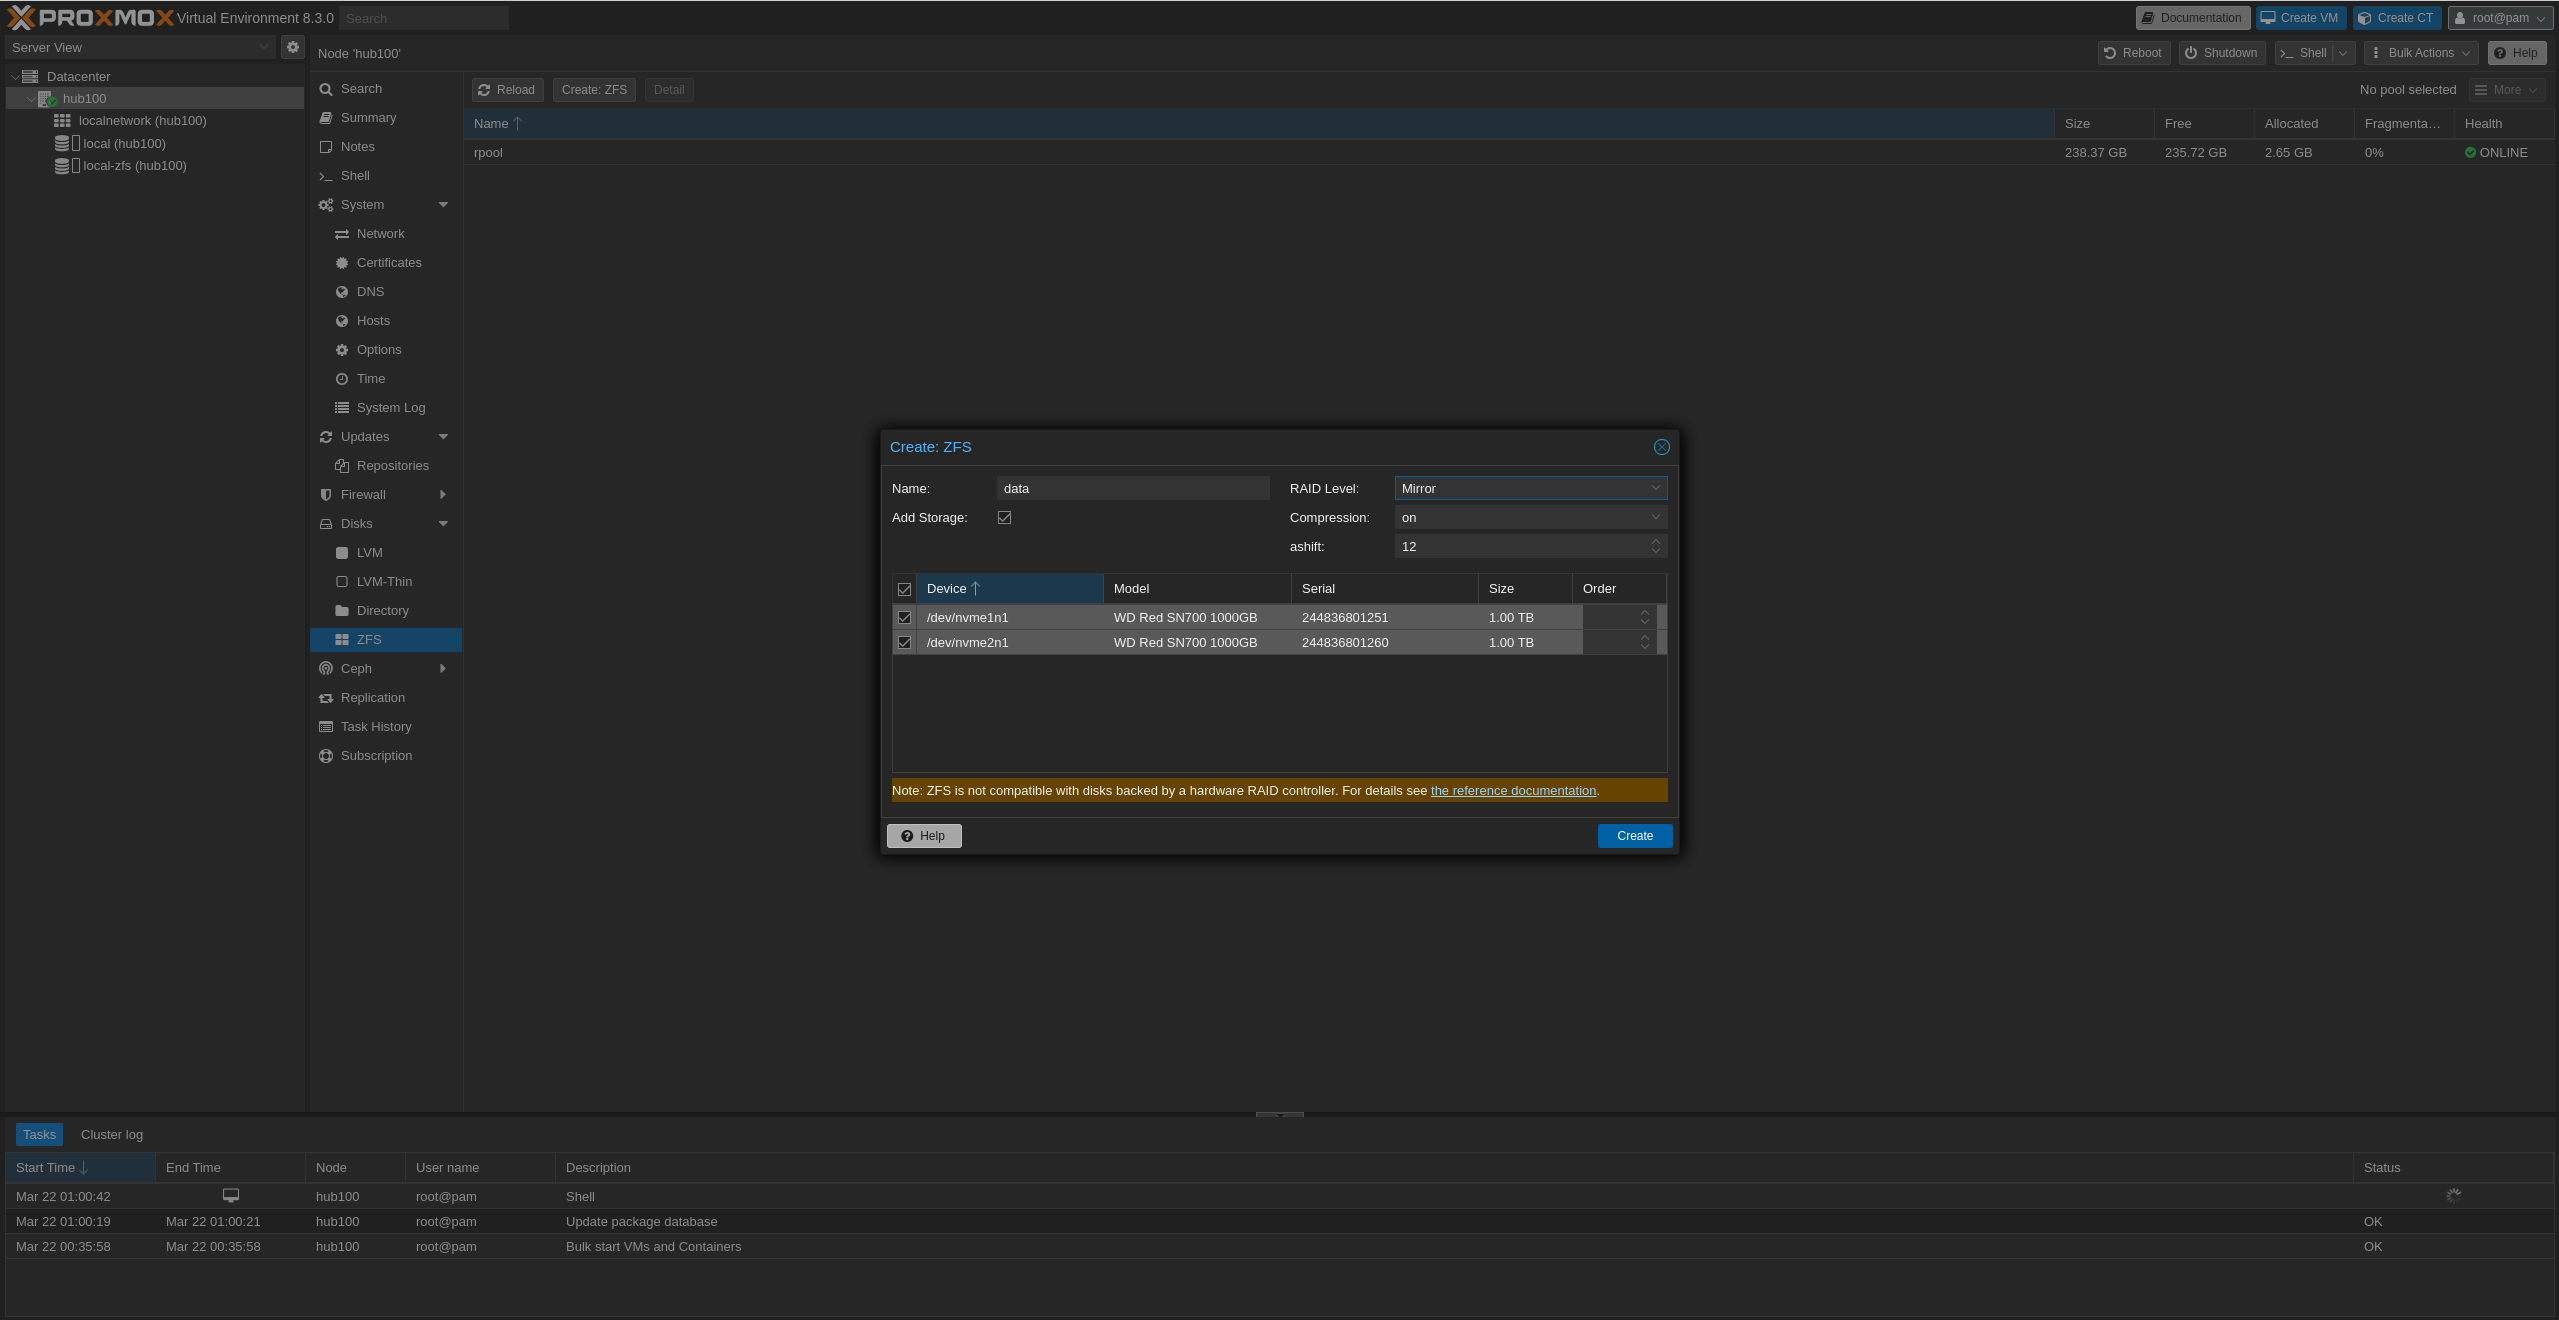 PROXMOX Virtual Environment 8.3.0 Search Documentation Create VM Create CT root@pam
Server View
Node 'hub100' Reboot Shutdown Shell Bulk Actions Help
Datacenter
hub100
localnetwork (hub100)
local (hub100)
local-zfs (hub100)
Search
Summary
Notes
Shell
System
Network
Certificates
DNS
Hosts
Options
Time
System Log
Updates
Repositories
Firewall
Disks
LVM
LVM-Thin
Directory
ZFS
Ceph
Replication
Task History
Subscription
Reload Create: ZFS Detail No pool selected More
Name Size Free Allocated Fragmenta... Health
rpool 238.37 GB 235.72 GB 2.65 GB 0% ONLINE
Create: ZFS
Name: data RAID Level: Mirror
Add Storage: Compression: on
ashift: 12
Device Model Serial Size Order
/dev/nvme1n1 WD Red SN700 1000GB 244836801251 1.00 TB
/dev/nvme2n1 WD Red SN700 1000GB 244836801260 1.00 TB
Note: ZFS is not compatible with disks backed by a hardware RAID controller. For details see the reference documentation.
Help Create
Tasks Cluster log
Start Time End Time Node User name Description Status
Mar 22 01:00:42 hub100 root@pam Shell
Mar 22 01:00:19 Mar 22 01:00:21 hub100 root@pam Update package database OK
Mar 22 00:35:58 Mar 22 00:35:58 hub100 root@pam Bulk start VMs and Containers OK